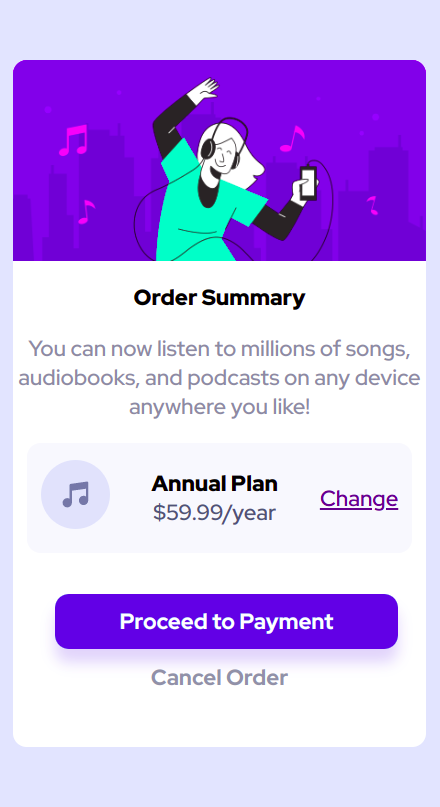 Order Summary
You can now listen to millions of songs,
audiobooks, and podcasts on any device
anywhere you like!
Annual Plan
$59.99/year
Change
Proceed to Payment
Cancel Order